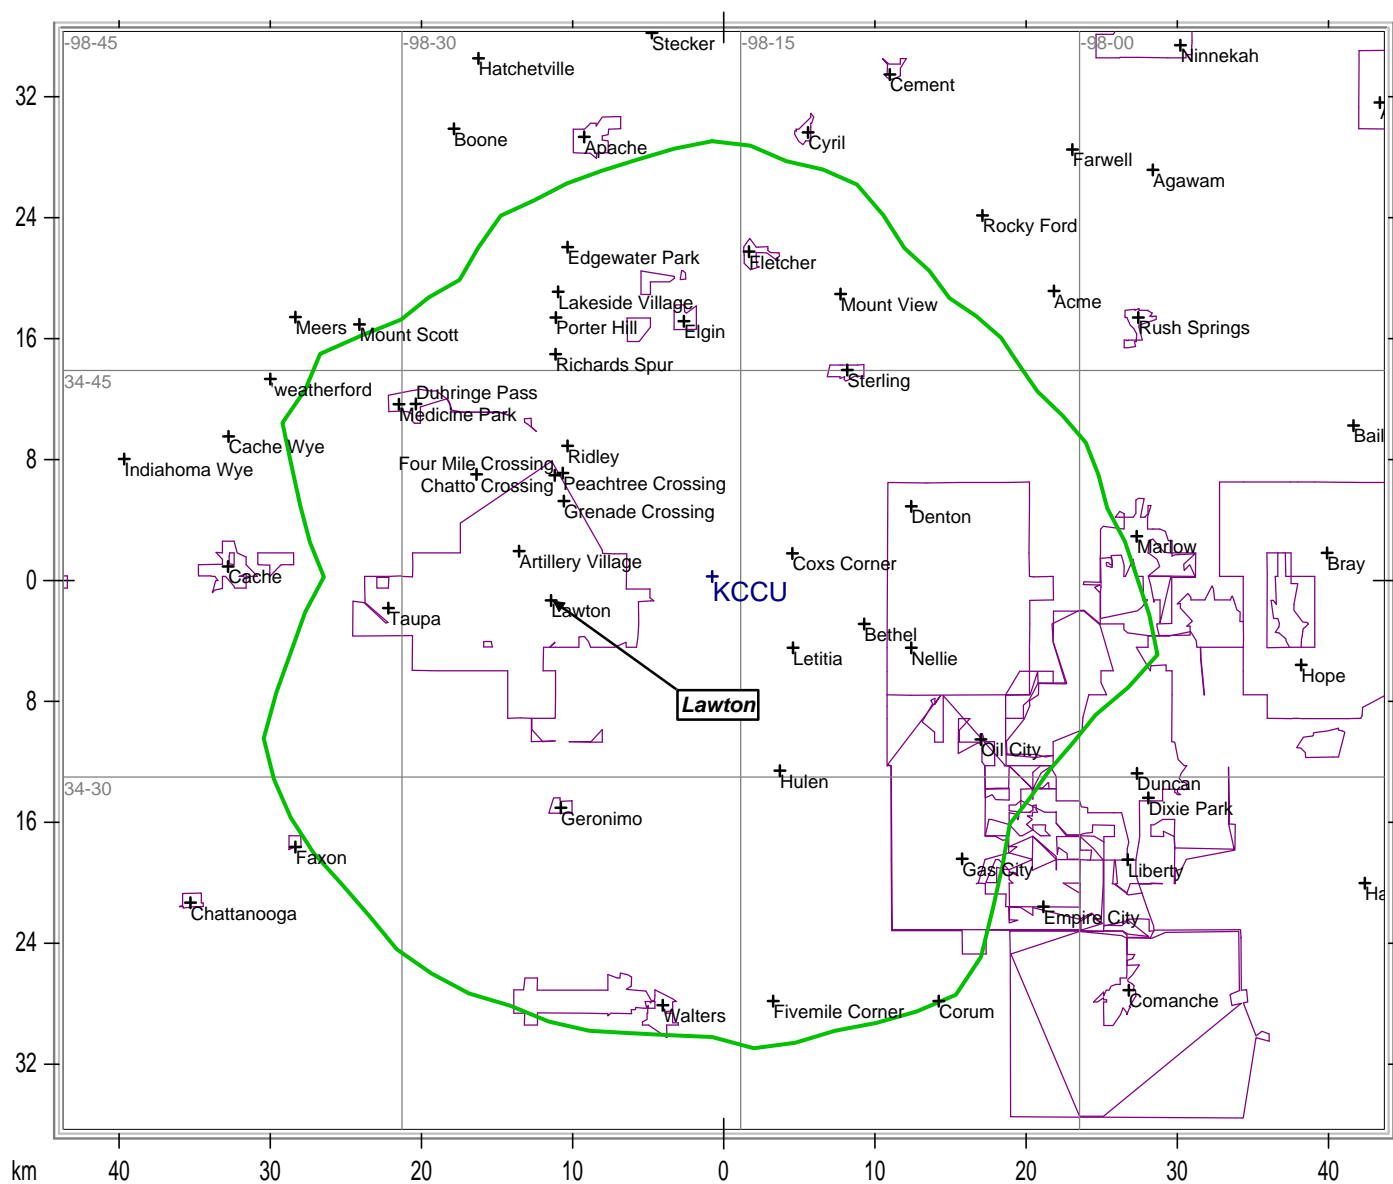 -98-45
-98-30
-98-15
-98-00
Stecker
Ninnekah
Hatchetville
Cement
32
Boone
Apache
Cyril
Farwell
Agawam
24
Rocky Ford
Edgewater Park
Fletcher
Lakeside Village
Mount View
Acme
Meers
Mount Scott
Porter Hill
Elgin
Rush Springs
16
Richards Spur
34-45
weatherford
Sterling
Duhringe Pass
Medicine Park
Cache Wye
Ridley
Bail
8
Indiahoma Wye
Four Mile Crossing
Chatto Crossing
Peachtree Crossing
Grenade Crossing
Denton
Marlow
Artillery Village
Coxs Corner
Bray
0
Cache
KCCU
Taupa
Lawton
Bethel
Letitia
Nellie
Hope
8
Lawton
Oil City
34-30
Hulen
Duncan
Dixie Park
16
Geronimo
Faxon
Gas City
Liberty
Chattanooga
Empire City
Ha
24
Walters
Fivemile Corner
Corum
Comanche
32
km
40
30
20
10
0
10
20
30
40